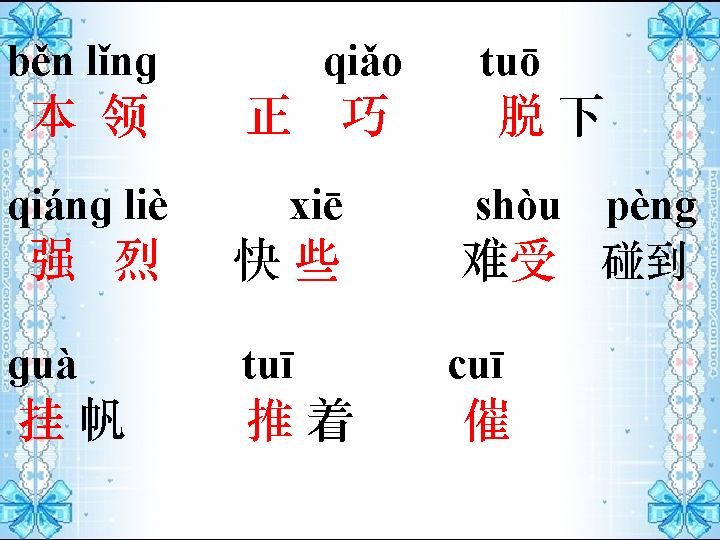 běn lǐng qiǎo tuō
本 领 正 巧 脱 下
qiáng liè xiē shòu pèng
强 烈 快 些 难受 碰到
guà tuī cuī
挂 帆 推 着 催